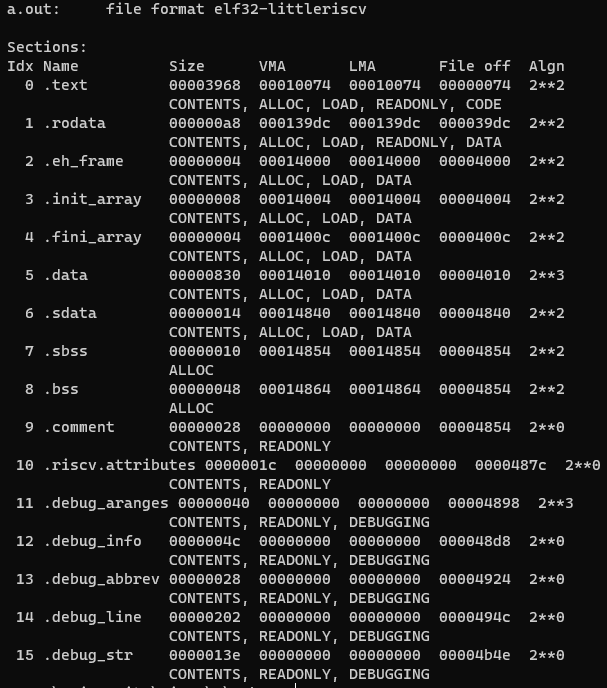 a.out:     file format elf32-littleriscv

Sections:
Idx Name          Size      VMA       LMA       File off  Algn
  0 .text         00003968  00010074  00010074  00000074  2**2
                  CONTENTS, ALLOC, LOAD, READONLY, CODE
  1 .rodata       000000a8  000139dc  000139dc  000039dc  2**2
                  CONTENTS, ALLOC, LOAD, READONLY, DATA
  2 .eh_frame     00000004  00014000  00014000  00004000  2**2
                  CONTENTS, ALLOC, LOAD, DATA
  3 .init_array   00000008  00014004  00014004  00004004  2**2
                  CONTENTS, ALLOC, LOAD, DATA
  4 .fini_array   00000004  0001400c  0001400c  0000400c  2**2
                  CONTENTS, ALLOC, LOAD, DATA
  5 .data         00000830  00014010  00014010  00004010  2**3
                  CONTENTS, ALLOC, LOAD, DATA
  6 .sdata        00000014  00014840  00014840  00004840  2**2
                  CONTENTS, ALLOC, LOAD, DATA
  7 .sbss         00000010  00014854  00014854  00004854  2**2
                  ALLOC
  8 .bss          00000048  00014864  00014864  00004854  2**2
                  ALLOC
  9 .comment      00000028  00000000  00000000  00004854  2**0
                  CONTENTS, READONLY
 10 .riscv.attributes 0000001c  00000000  00000000  0000487c  2**0
                  CONTENTS, READONLY
 11 .debug_aranges 00000040  00000000  00000000  00004898  2**3
                  CONTENTS, READONLY, DEBUGGING
 12 .debug_info   0000004c  00000000  00000000  000048d8  2**0
                  CONTENTS, READONLY, DEBUGGING
 13 .debug_abbrev 00000028  00000000  00000000  00004924  2**0
                  CONTENTS, READONLY, DEBUGGING
 14 .debug_line   00000202  00000000  00000000  0000494c  2**0
                  CONTENTS, READONLY, DEBUGGING
 15 .debug_str    0000013e  00000000  00000000  00004b4e  2**0
                  CONTENTS, READONLY, DEBUGGING